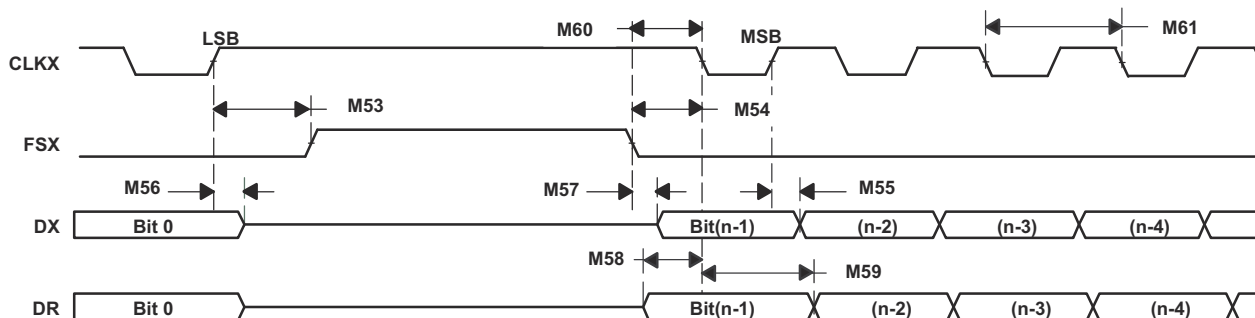 M60 M61
LSB MSB
CLKX
M53 M54
FSX
M56 M57 M55
DX Bit 0 Bit(n-1) (n-2) (n-3) (n-4)
M58 M59
DR Bit 0 Bit(n-1) (n-2) (n-3) (n-4)